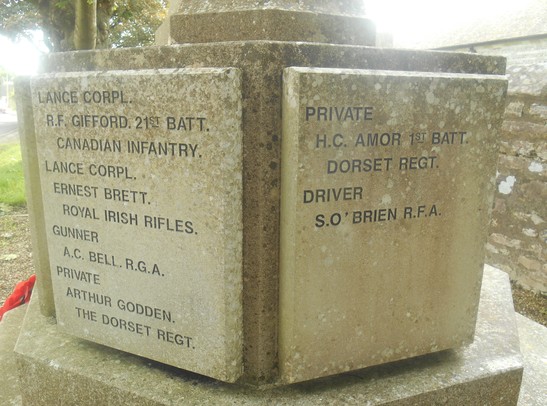 LANCE CORPL.
R.F. GIFFORD. 21ST BATT.
CANADIAN INFANTRY.
LANCE CORPL.
ERNEST BRETT.
ROYAL IRISH RIFLES.
GUNNER
A.C. BELL. R.G.A.
PRIVATE
ARTHUR GODDEN.
THE DORSET REGT.
PRIVATE
H.C. AMOR 1ST BATT.
DORSET REGT.
DRIVER
S.O'BRIEN R.F.A.